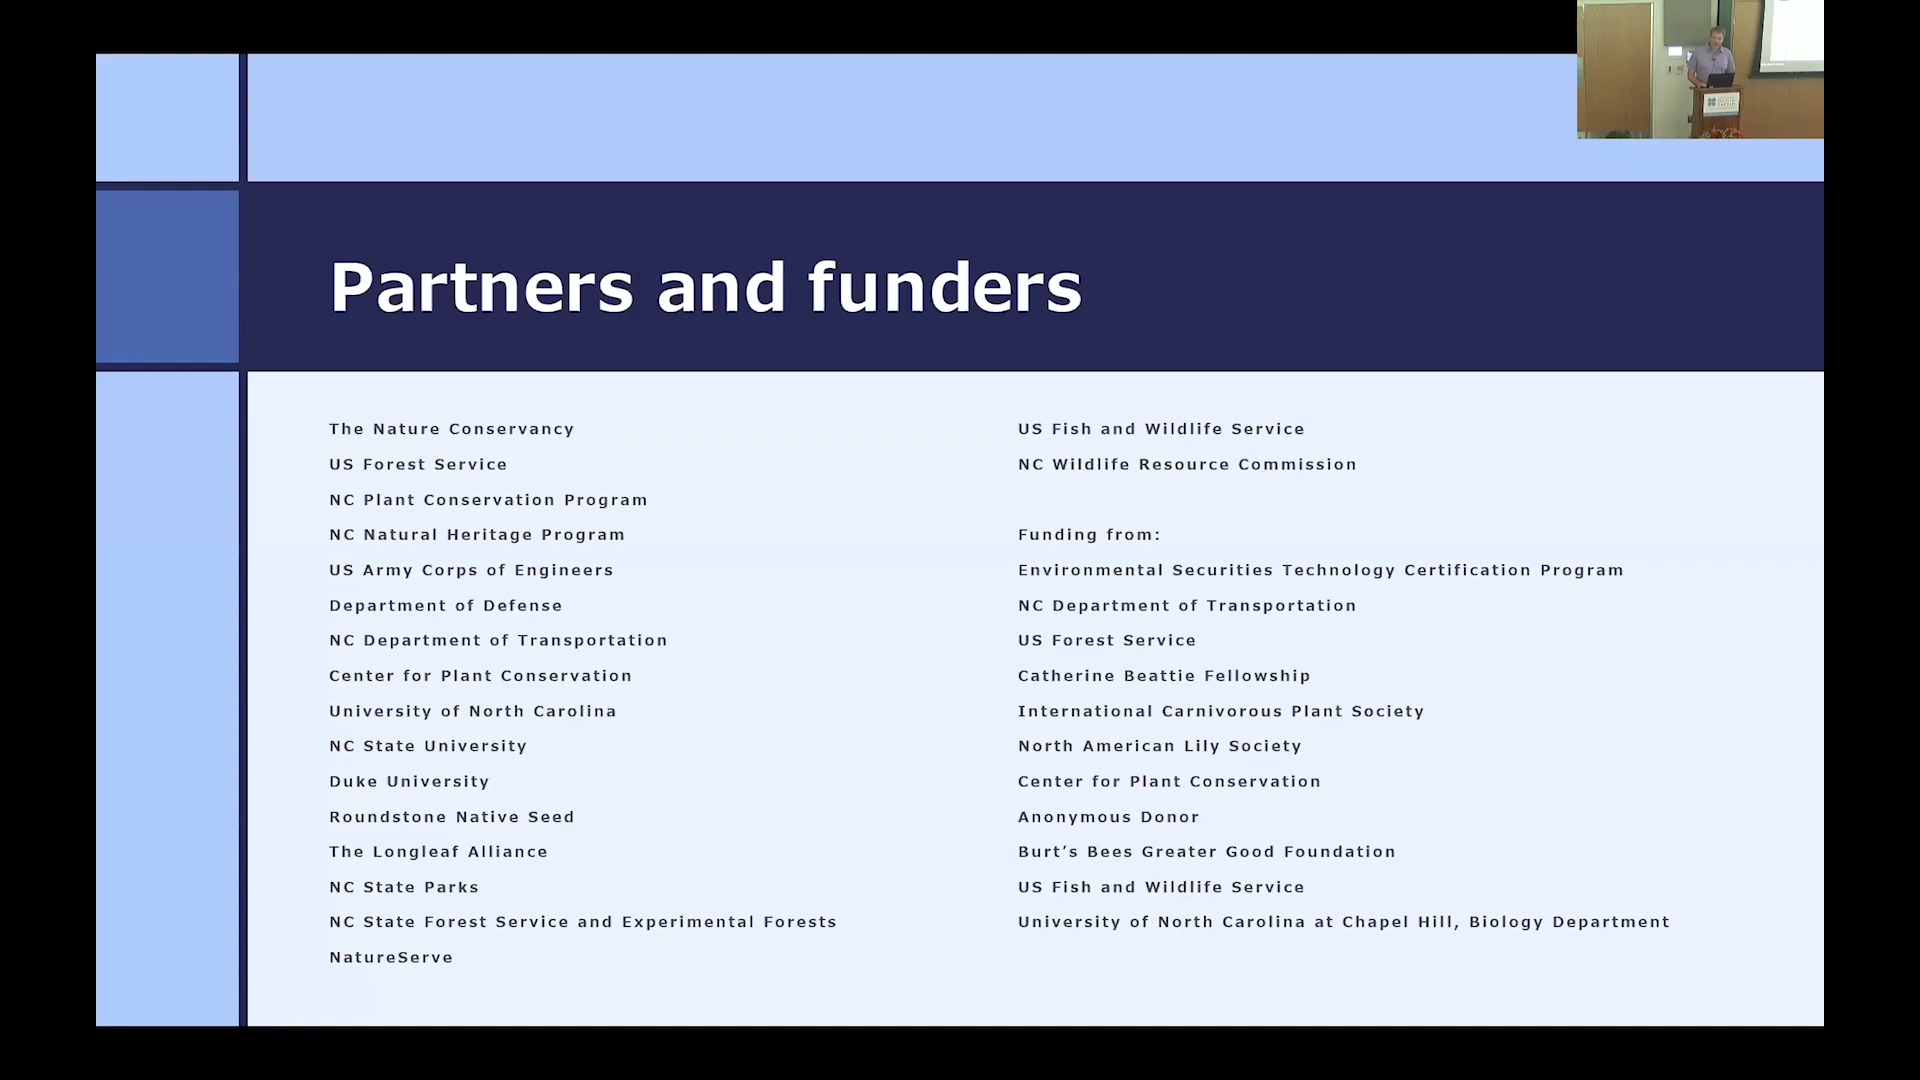 Partners and funders
The Nature Conservancy
US Forest Service
NC Plant Conservation Program
NC Natural Heritage Program
US Army Corps of Engineers
Department of Defense
NC Department of Transportation
Center for Plant Conservation
University of North Carolina
NC State University
Duke University
Roundstone Native Seed
The Longleaf Alliance
NC State Parks
NC State Forest Service and Experimental Forests
NatureServe
US Fish and Wildlife Service
NC Wildlife Resource Commission
Funding from:
Environmental Securities Technology Certification Program
NC Department of Transportation
US Forest Service
Catherine Beattie Fellowship
International Carnivorous Plant Society
North American Lily Society
Center for Plant Conservation
Anonymous Donor
Burt’s Bees Greater Good Foundation
US Fish and Wildlife Service
University of North Carolina at Chapel Hill, Biology Department